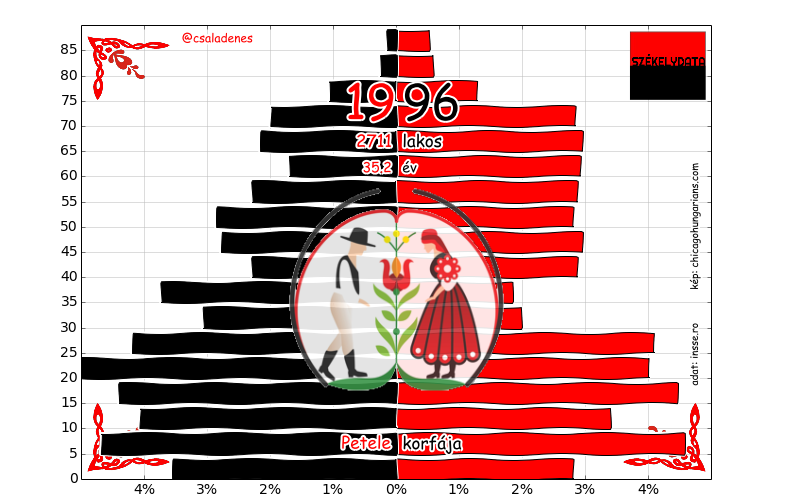 @csaladenes
SZÉKELYDATA
1996
2711 lakos
35.2 év
kép: chicagohungarians.com
adat: insse.ro
Petele korfája
85
80
75
70
65
60
55
50
45
40
35
30
25
20
15
10
5
0
4% 3% 2% 1% 0% 1% 2% 3% 4%